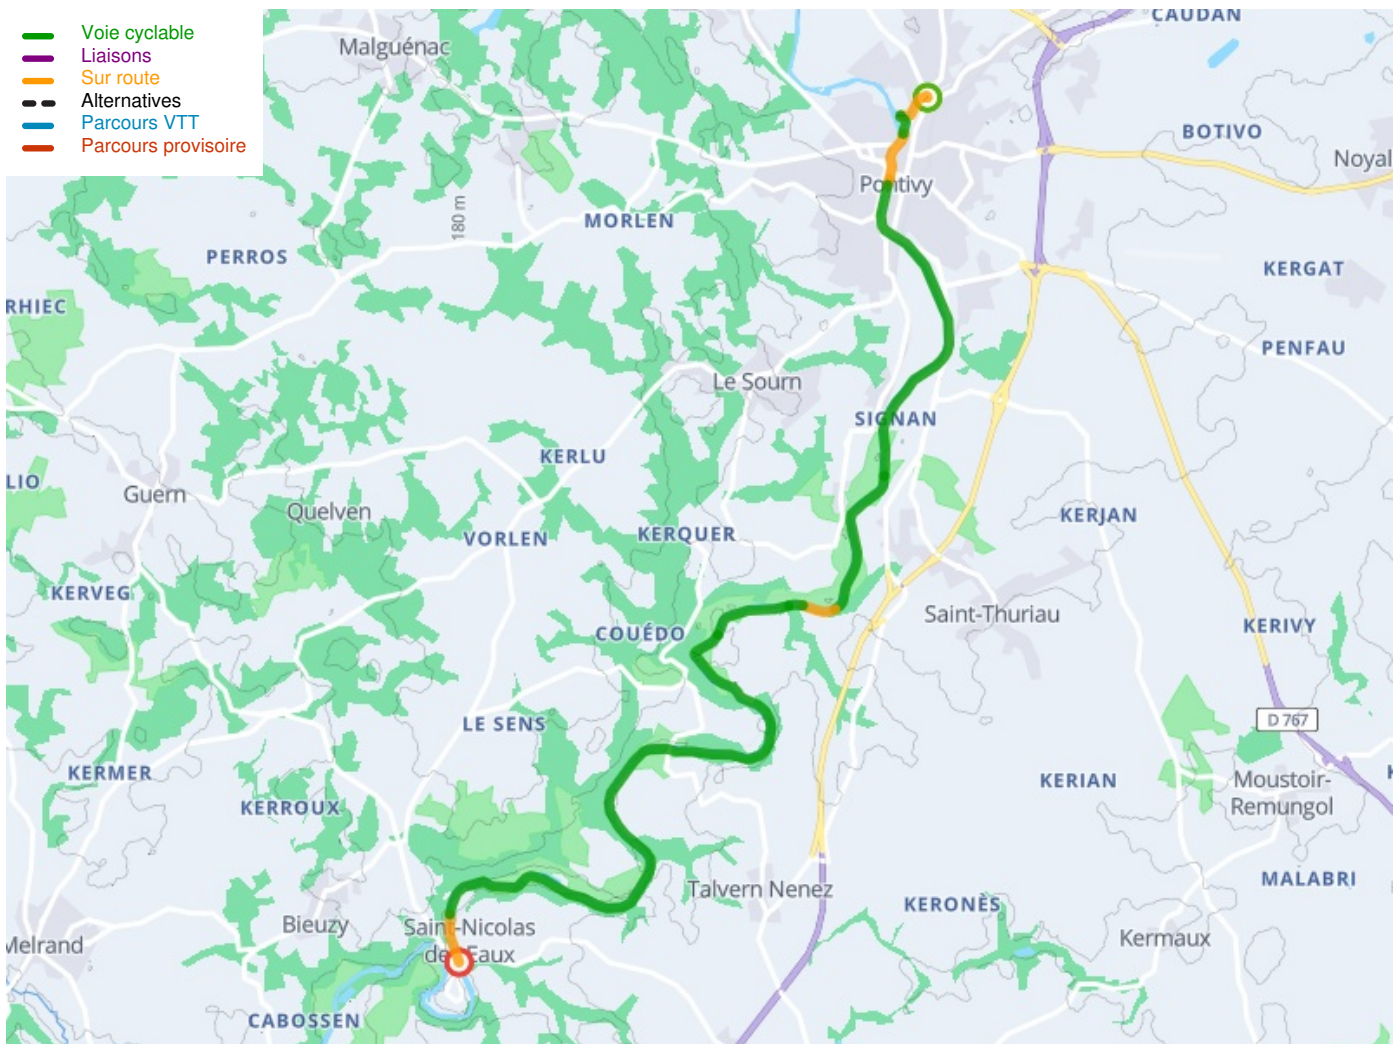 Voie cyclable
Liaisons
Sur route
Alternatives
Parcours VTT
Parcours provisoire
CAUDAN
Malguénac
BOTIVO
Noyal
Pontivy
180 m
MORLEN
PERROS
KERGAT
RHIEC
PENFAU
Le Sourn
SIGNAN
KERLU
LIO
Guern
Quelven
KERJAN
KERQUER
VORLEN
KERVEG
Saint-Thuriau
KERIVY
COUÉDO
D 767
LE SENS
KERMER
KERIAN
Moustoir-
Remungol
KERROUX
MALABRI
Talvern Nenez
KERONÈS
Bieuzy
Saint-Nicolas
des Eaux
Kermaux
Melrand
CABOSSEN